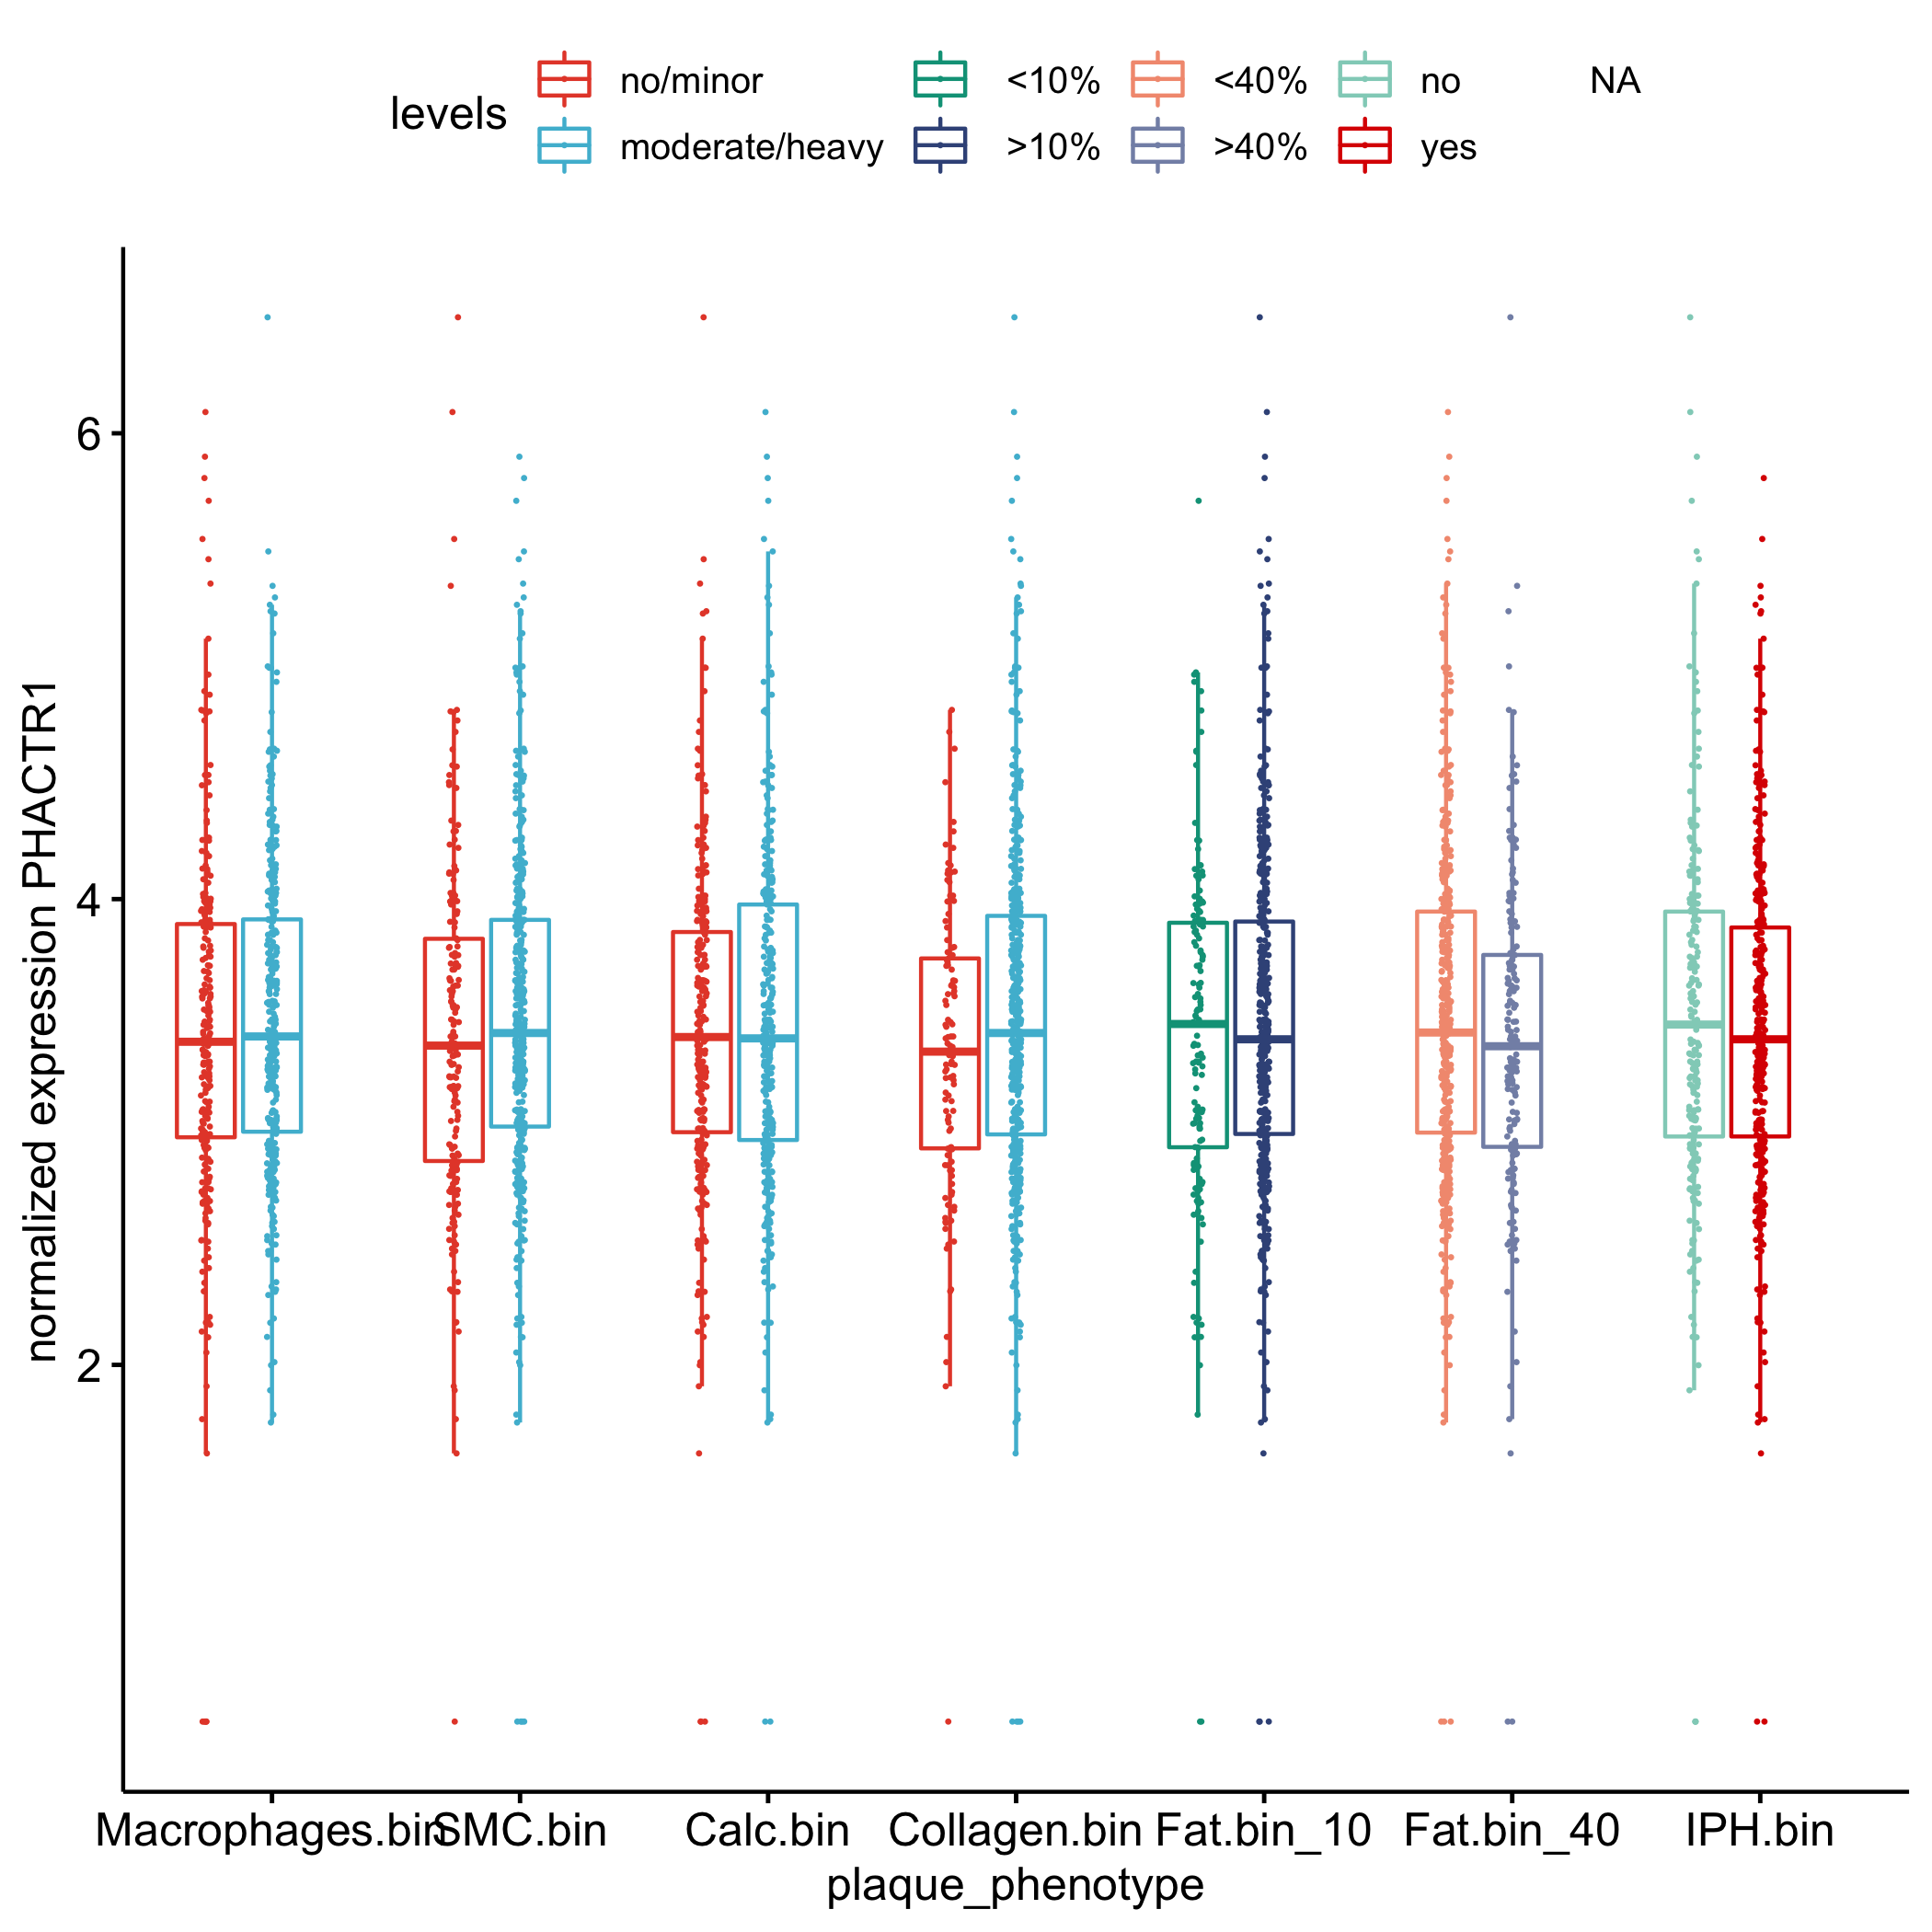 levels no/minor <10% <40% no NA
moderate/heavy >10% >40% yes
normalized expression PHACTR1
6
4
2
Macrophages.bin SMC.bin Calc.bin Collagen.bin Fat.bin_10 Fat.bin_40 IPH.bin
plaque_phenotype